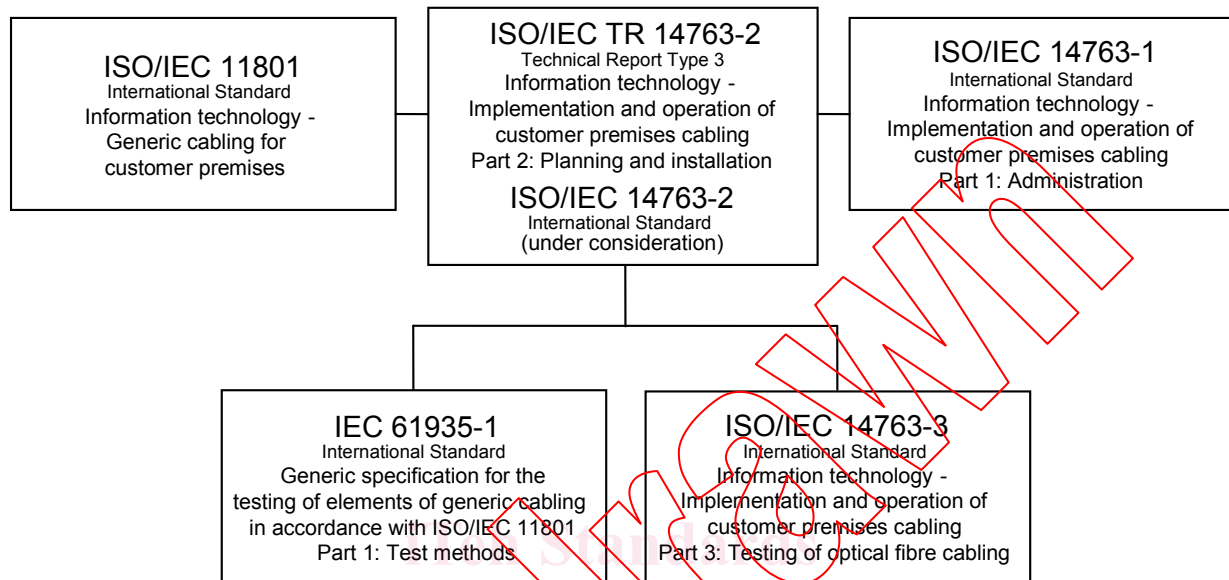 ISO/IEC 11801
International Standard
Information technology -
Generic cabling for
customer premises
ISO/IEC TR 14763-2
Technical Report Type 3
Information technology -
Implementation and operation of
customer premises cabling
Part 2: Planning and installation
ISO/IEC 14763-2
International Standard
(under consideration)
ISO/IEC 14763-1
International Standard
Information technology -
Implementation and operation of
customer premises cabling
Part 1: Administration
IEC 61935-1
International Standard
Generic specification for the
testing of elements of generic cabling
in accordance with ISO/IEC 11801
Part 1: Test methods
ISO/IEC 14763-3
International Standard
Information technology -
Implementation and operation of
customer premises cabling
Part 3: Testing of optical fibre cabling
iTeh Standards